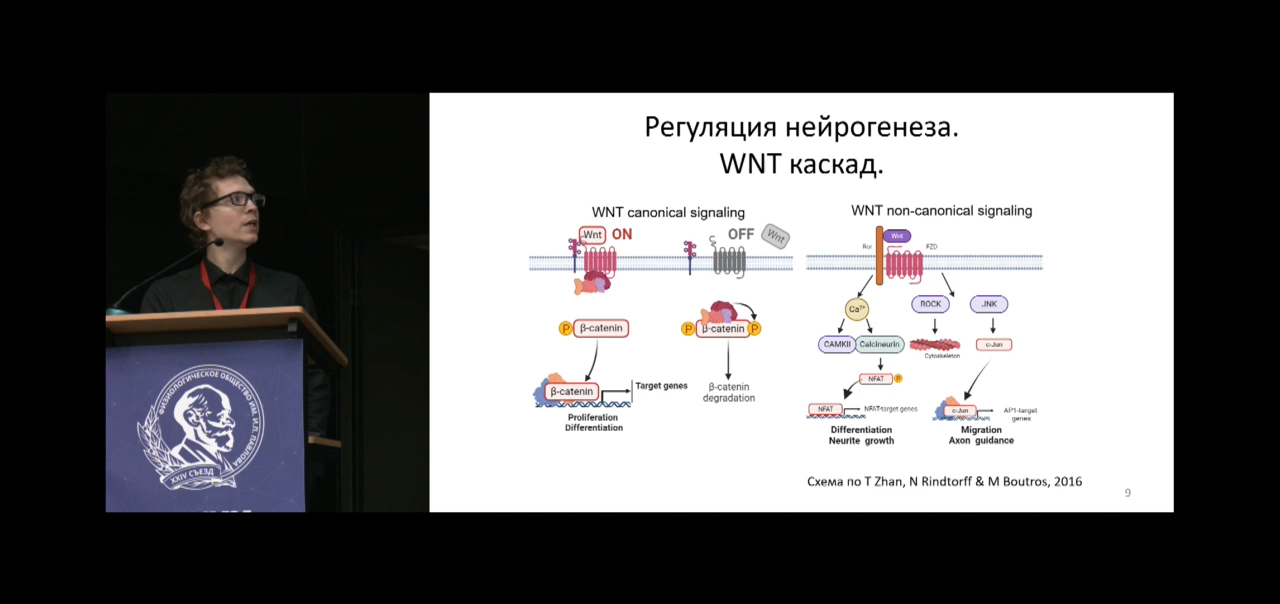 Регуляция нейрогенеза.
WNT каскад.
WNT canonical signaling
Wnt
ON
OFF
Wnt
P
β-catenin
P
β-catenin
P
β-catenin
Target genes
β-catenin
degradation
Proliferation
Differentiation
WNT non-canonical signaling
Ror
Wnt
FZD
Ca²⁺
ROCK
JNK
CAMKII
Calcineurin
Cytoskeleton
c-Jun
NFAT
P
NFAT
NFAT-target genes
c-Jun
AP1-target
genes
Differentiation
Neurite growth
Migration
Axon guidance
Схема по T Zhan, N Rindtorff & M Boutros, 2016
9
ФИЗИОЛОГИЧЕСКОЕ ОБЩЕСТВО ИМ. И.П. ПАВЛОВА
XXIV СЪЕЗД